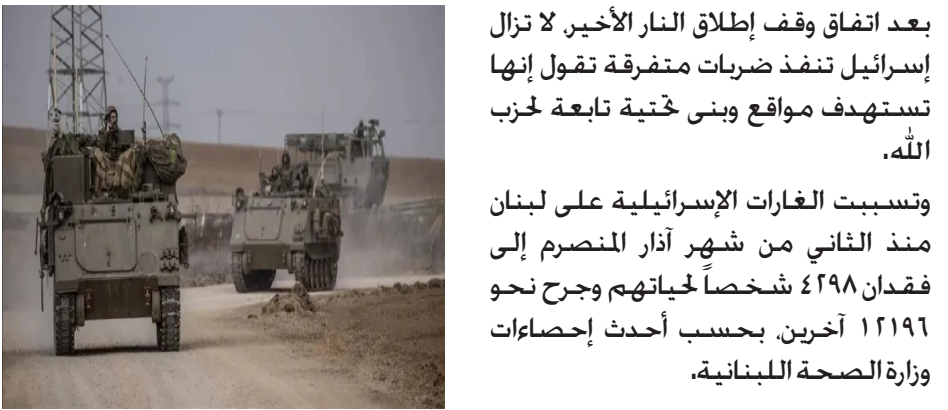 بعد اتفاق وقف إطلاق النار الأخير، لا تزال
إسرائيل تنفذ ضربات متفرقة تقول إنها
تستهدف مواقع وبنى تحتية تابعة لحزب
الله.
وتسببت الغارات الإسرائيلية على لبنان
منذ الثاني من شهر آذار المنصرم إلى
فقدان ٤٢٩٨ شخصاً لحياتهم وجرح نحو
١٢١٩٦ آخرين، بحسب أحدث إحصاءات
وزارة الصحة اللبنانية.